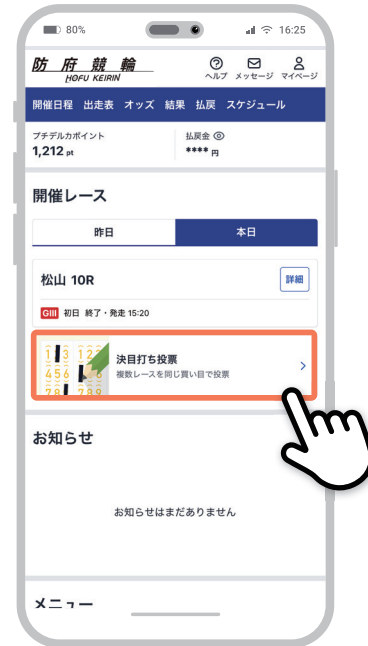 80%
16:25
防府競輪
HOFU KEIRIN
ヘルプ メッセージ マイページ
開催日程 出走表 オッズ 結果 払戻 スケジュール
プチデルカポイント 払戻金
1,212 pt **** 円
開催レース
昨日 本日
松山 10R 詳細
GIII 初日 終了・発走 15:20
決目打ち投票
複数レースを同じ買い目で投票
お知らせ
お知らせはまだありません
メニュー